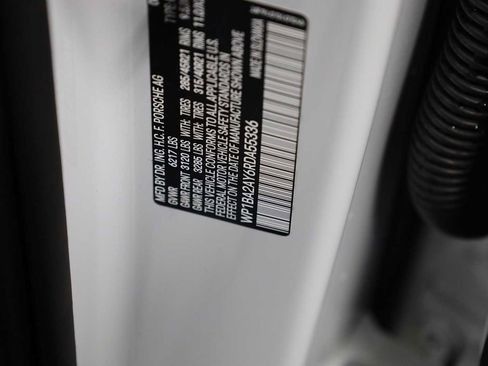 MFD BY DR. ING. H.C. F. PORSCHE AG
GVWR 6217 LBS
GAWR FRONT 3120 LBS WITH: TIRES 285/45R21 RIMS
GAWR REAR 3285 LBS WITH: TIRES 315/40R21 RIMS
THIS VEHICLE CONFORMS TO ALL APPLICABLE U.S.
FEDERAL MOTOR VEHICLE SAFETY STANDARDS IN
EFFECT ON THE DATE OF MANUFACTURE SHOWN ABOVE
WP1BA2AY6RDA55336
MADE IN SLOVAKIA